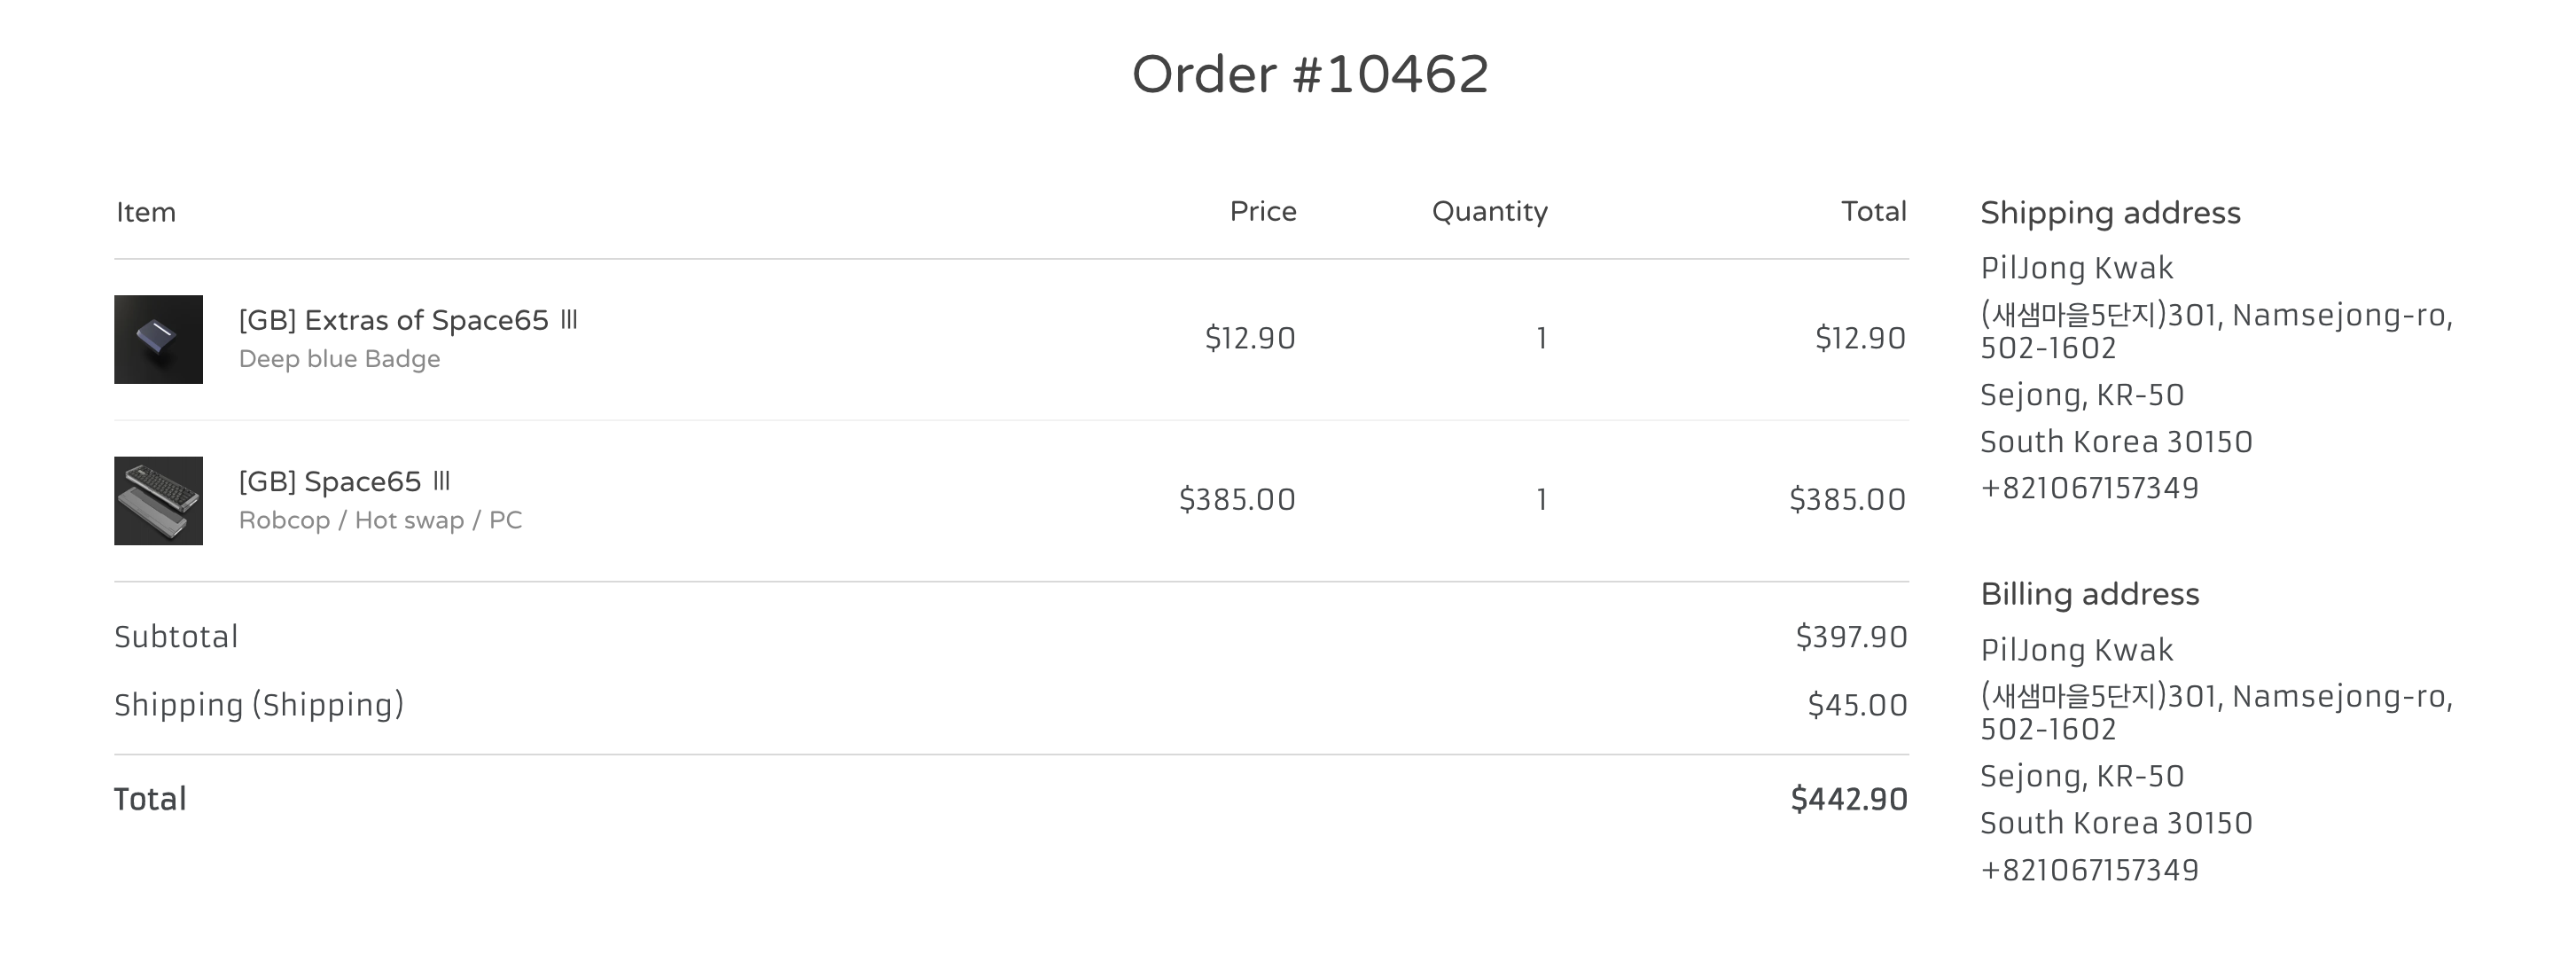 Order #10462
Item Price Quantity Total
[GB] Extras of Space65 Ⅲ
Deep blue Badge
$12.90 1 $12.90
[GB] Space65 Ⅲ
Robcop / Hot swap / PC
$385.00 1 $385.00
Subtotal $397.90
Shipping (Shipping) $45.00
Total $442.90
Shipping address
PilJong Kwak
(새샘마을5단지)301, Namsejong-ro,
502-1602
Sejong, KR-50
South Korea 30150
+821067157349
Billing address
PilJong Kwak
(새샘마을5단지)301, Namsejong-ro,
502-1602
Sejong, KR-50
South Korea 30150
+821067157349